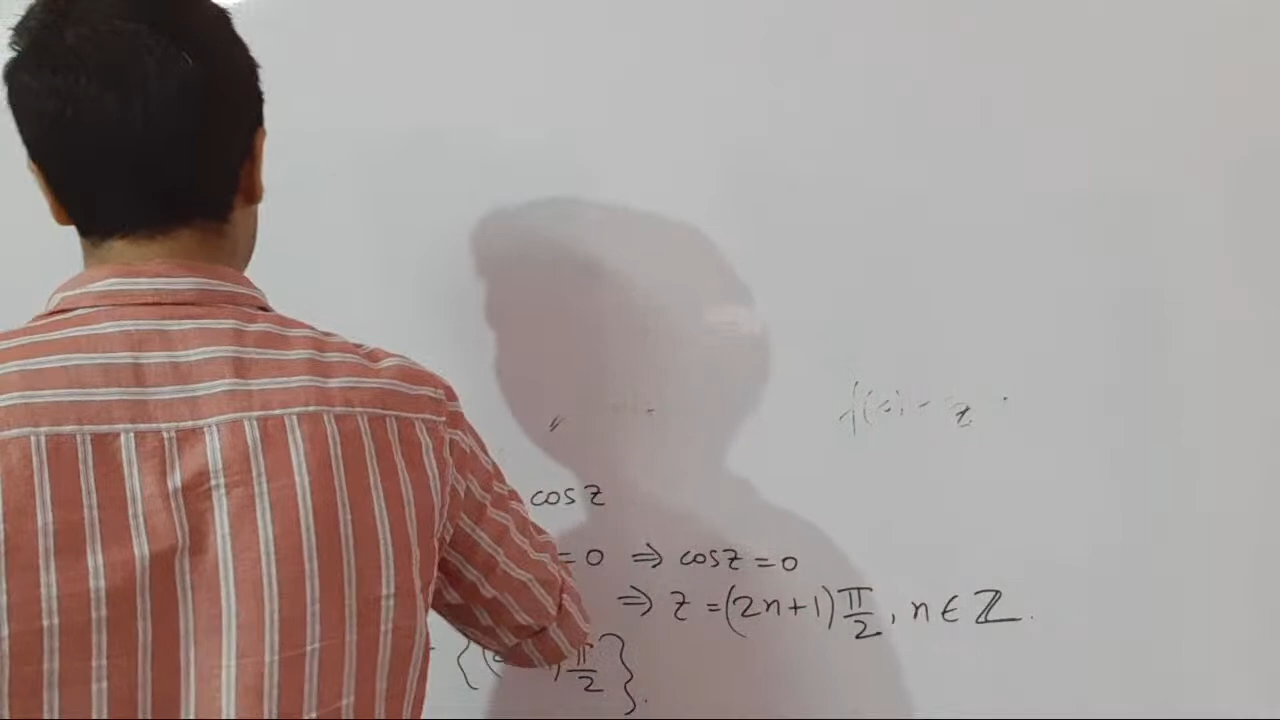 f(z) = z
cos z
= 0 ⇒ cos z = 0
⇒ z = (2n+1) π/2, n ∈ ℤ.
{( ) π/2}.